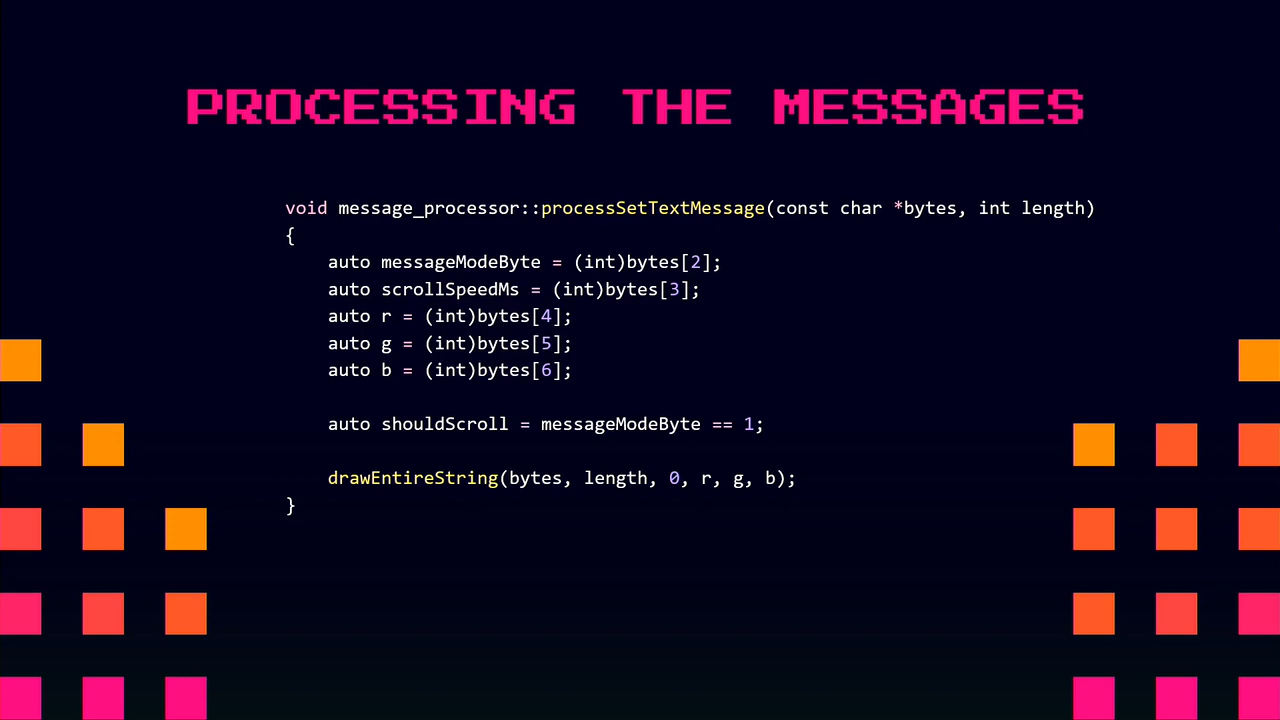 PROCESSING THE MESSAGES
void message_processor::processSetTextMessage(const char *bytes, int length)
{
    auto messageModeByte = (int)bytes[2];
    auto scrollSpeedMs = (int)bytes[3];
    auto r = (int)bytes[4];
    auto g = (int)bytes[5];
    auto b = (int)bytes[6];
    auto shouldScroll = messageModeByte == 1;
    drawEntireString(bytes, length, 0, r, g, b);
}